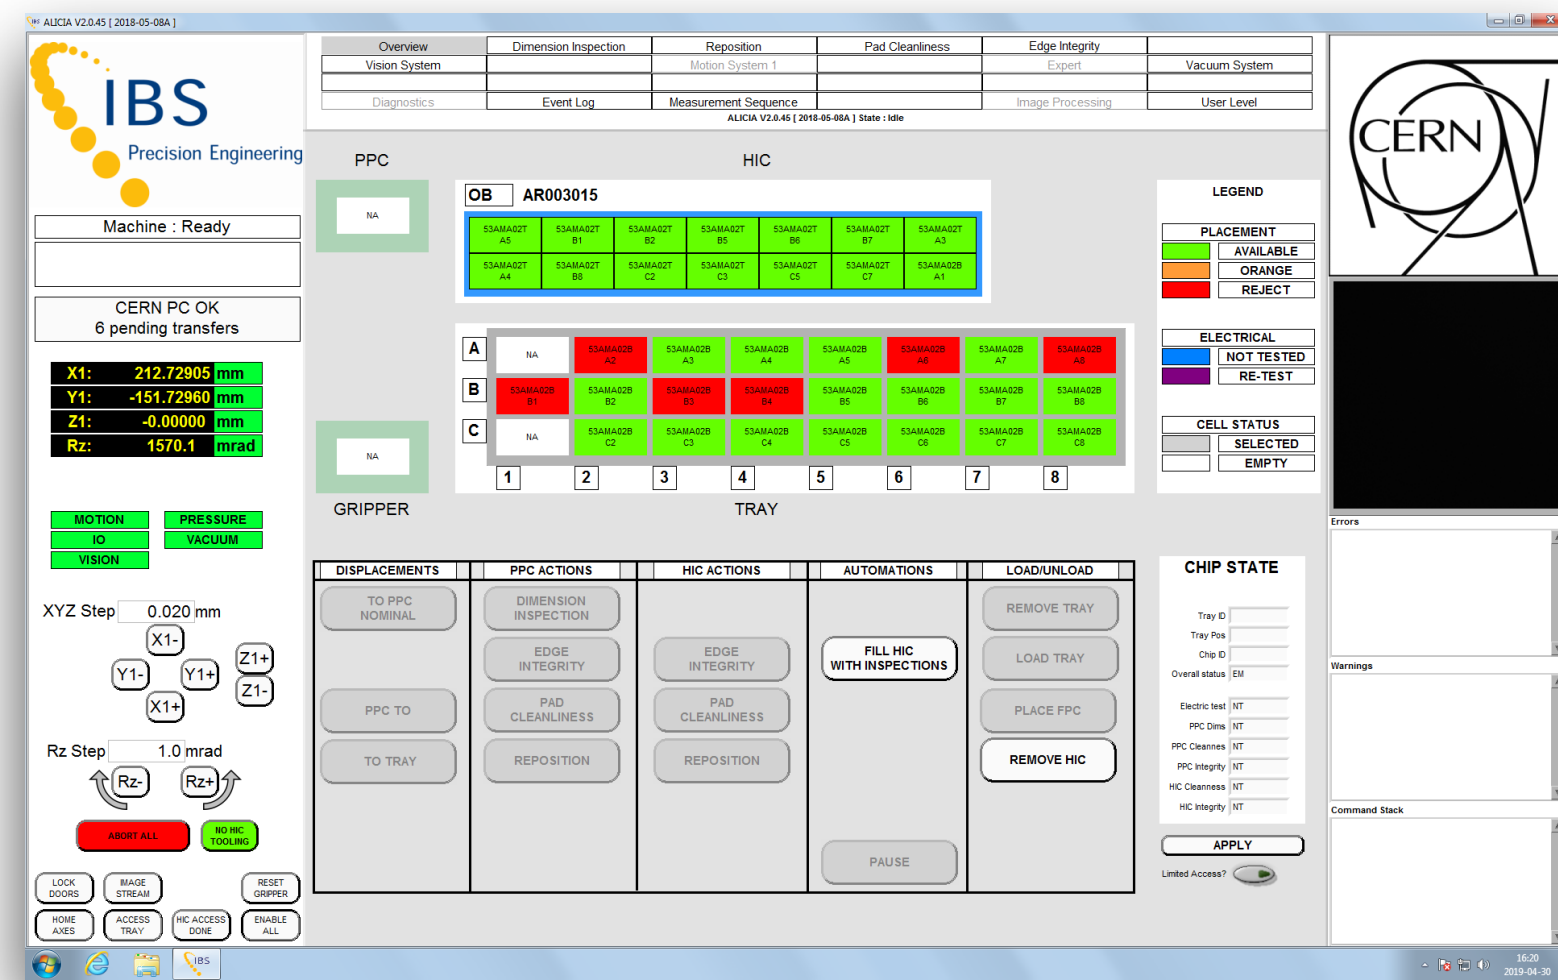 ALICIA V2.0.45 [ 2018-05-08A ]
IBS
Precision Engineering
Machine : Ready
CERN PC OK
6 pending transfers
X1: 212.72905 mm
Y1: -151.72960 mm
Z1: -0.00000 mm
Rz: 1570.1 mrad
MOTION PRESSURE
IO VACUUM
VISION
XYZ Step 0.020 mm
X1-
Y1- Y1+ Z1+
Z1-
X1+
Rz Step 1.0 mrad
Rz- Rz+
ABORT ALL
NO HIC
TOOLING
LOCK
DOORS
IMAGE
STREAM
RESET
GRIPPER
HOME
AXES
ACCESS
TRAY
HIC ACCESS
DONE
ENABLE
ALL
Overview Dimension Inspection Reposition Pad Cleanliness Edge Integrity
Vision System Motion System 1 Expert Vacuum System
Diagnostics Event Log Measurement Sequence Image Processing User Level
ALICIA V2.0.45 [ 2018-05-08A ] State : Idle
PPC HIC
NA
OB AR003015
53AMA02T 53AMA02T 53AMA02T 53AMA02T 53AMA02T 53AMA02T 53AMA02T
A5 B1 B2 B5 B6 B7 A3
53AMA02T 53AMA02T 53AMA02T 53AMA02T 53AMA02T 53AMA02T 53AMA02B
A4 B8 C2 C3 C5 C7 A1
A NA 53AMA02B 53AMA02B 53AMA02B 53AMA02B 53AMA02B 53AMA02B 53AMA02B
A2 A3 A4 A5 A6 A7 A8
B 53AMA02B 53AMA02B 53AMA02B 53AMA02B 53AMA02B 53AMA02B 53AMA02B 53AMA02B
B1 B2 B3 B4 B5 B6 B7 B8
C NA 53AMA02B 53AMA02B 53AMA02B 53AMA02B 53AMA02B 53AMA02B 53AMA02B
C2 C3 C4 C5 C6 C7 C8
1 2 3 4 5 6 7 8
NA
GRIPPER TRAY
LEGEND
PLACEMENT
AVAILABLE
ORANGE
REJECT
ELECTRICAL
NOT TESTED
RE-TEST
CELL STATUS
SELECTED
EMPTY
DISPLACEMENTS PPC ACTIONS HIC ACTIONS AUTOMATIONS LOAD/UNLOAD
TO PPC
NOMINAL
DIMENSION
INSPECTION
REMOVE TRAY
EDGE
INTEGRITY
EDGE
INTEGRITY
FILL HIC
WITH INSPECTIONS
LOAD TRAY
PPC TO
PAD
CLEANLINESS
PAD
CLEANLINESS
PLACE FPC
TO TRAY
REPOSITION
REPOSITION
REMOVE HIC
PAUSE
CHIP STATE
Tray ID
Tray Pos
Chip ID
Overall status EM
Electric test NT
PPC Dims NT
PPC Cleannes NT
PPC Integrity NT
HIC Cleanness NT
HIC Integrity NT
APPLY
Limited Access?
CERN
Errors
Warnings
Command Stack
IBS
16:20
2019-04-30